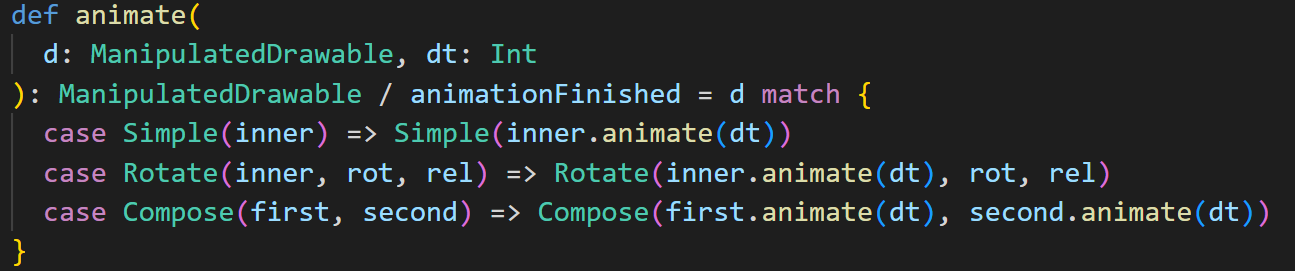 def animate(
  d: ManipulatedDrawable, dt: Int
): ManipulatedDrawable / animationFinished = d match {
  case Simple(inner) => Simple(inner.animate(dt))
  case Rotate(inner, rot, rel) => Rotate(inner.animate(dt), rot, rel)
  case Compose(first, second) => Compose(first.animate(dt), second.animate(dt))
}